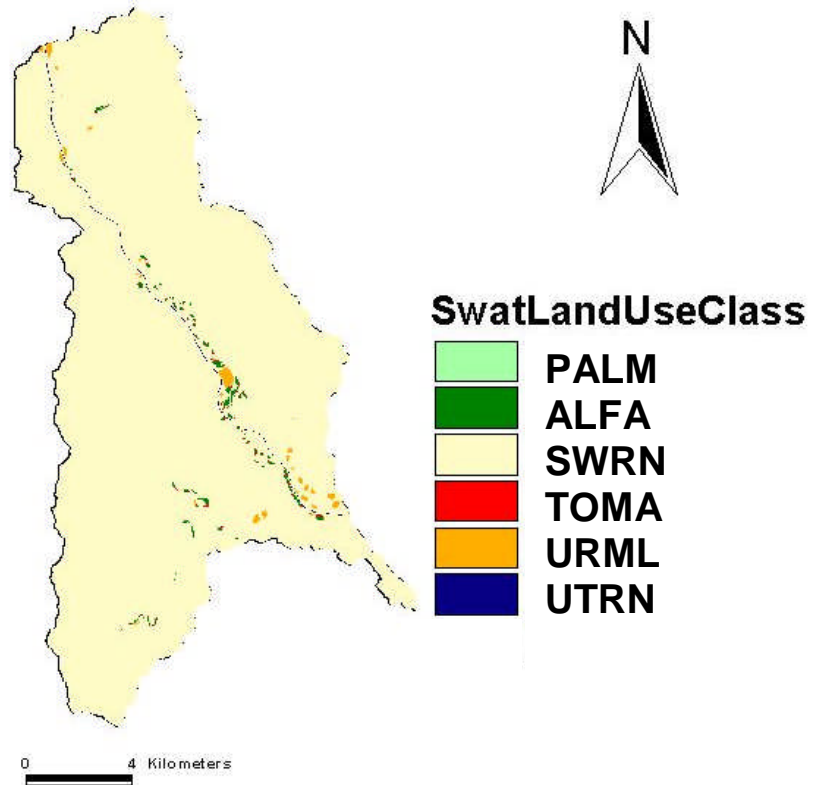 N
SwatLandUseClass
PALM
ALFA
SWRN
TOMA
URML
UTRN
0 4 Kilometers